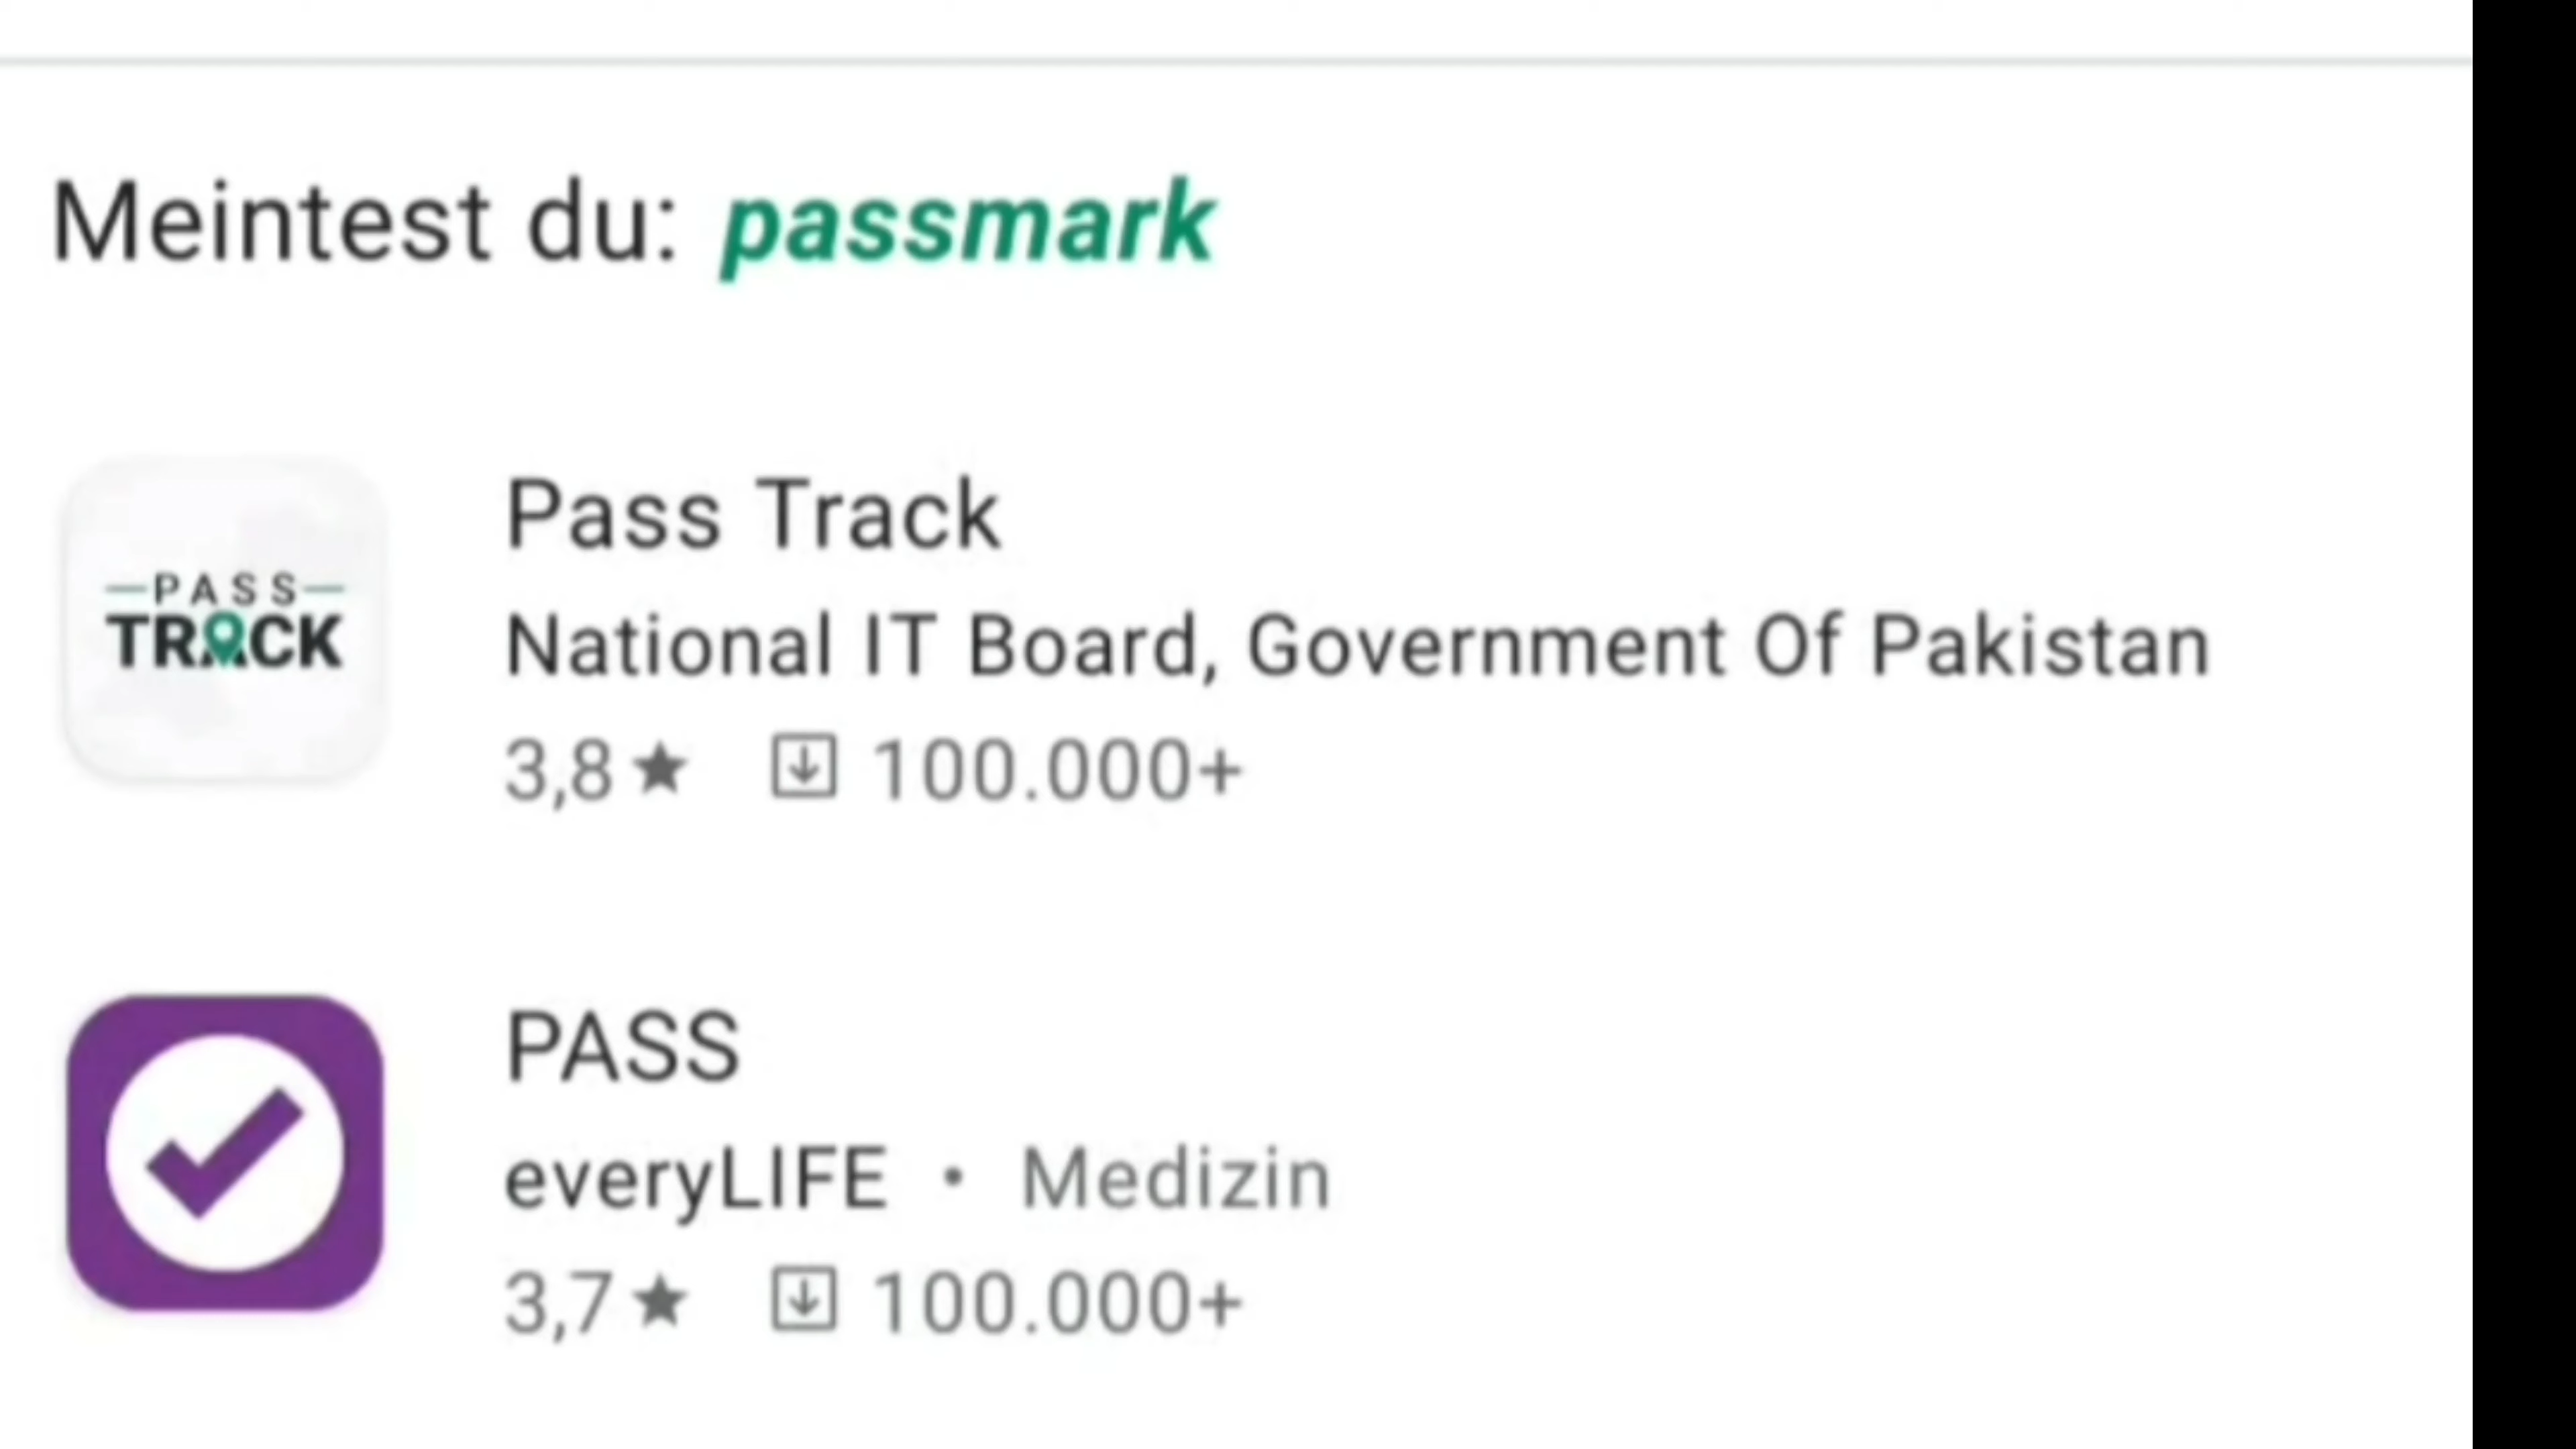 Meintest du: passmark
PASS
TRACK
Pass Track
National IT Board, Government Of Pakistan
3,8★ 100.000+
PASS
everyLIFE • Medizin
3,7★ 100.000+